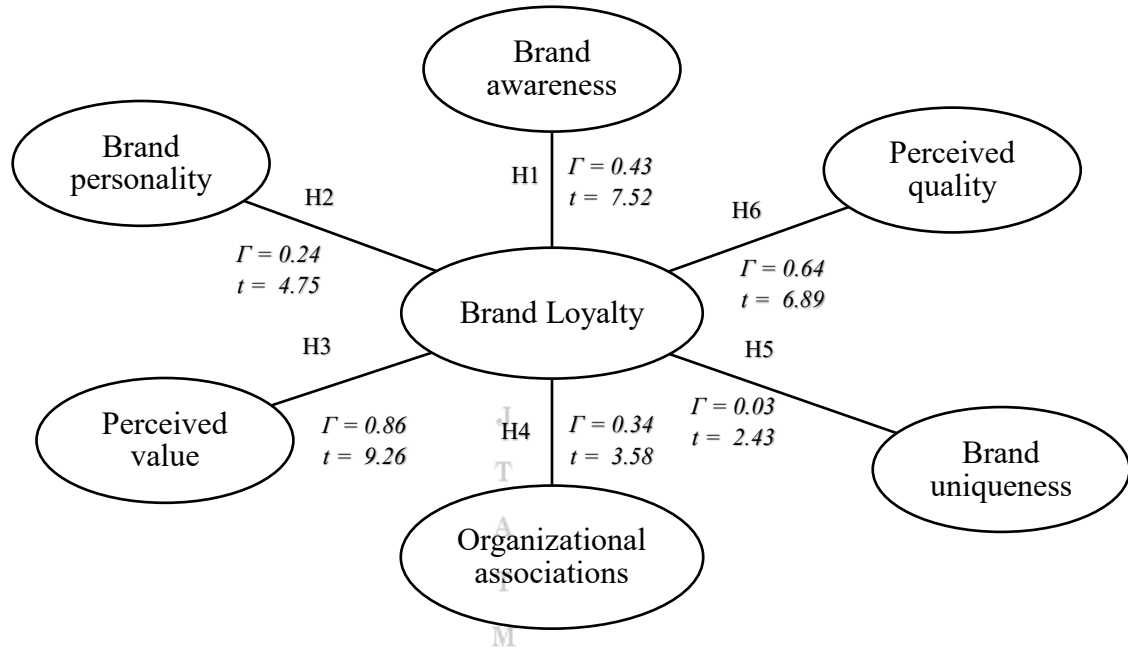 Brand
awareness
Brand
personality
Perceived
quality
H1
Γ = 0.43
t = 7.52
H2
H6
Γ = 0.24
t = 4.75
Γ = 0.64
t = 6.89
Brand Loyalty
H3
H5
Perceived
value
Γ = 0.86
t = 9.26
J
H4
T
A
I
M
Γ = 0.34
t = 3.58
Γ = 0.03
t = 2.43
Brand
uniqueness
Organizational
associations